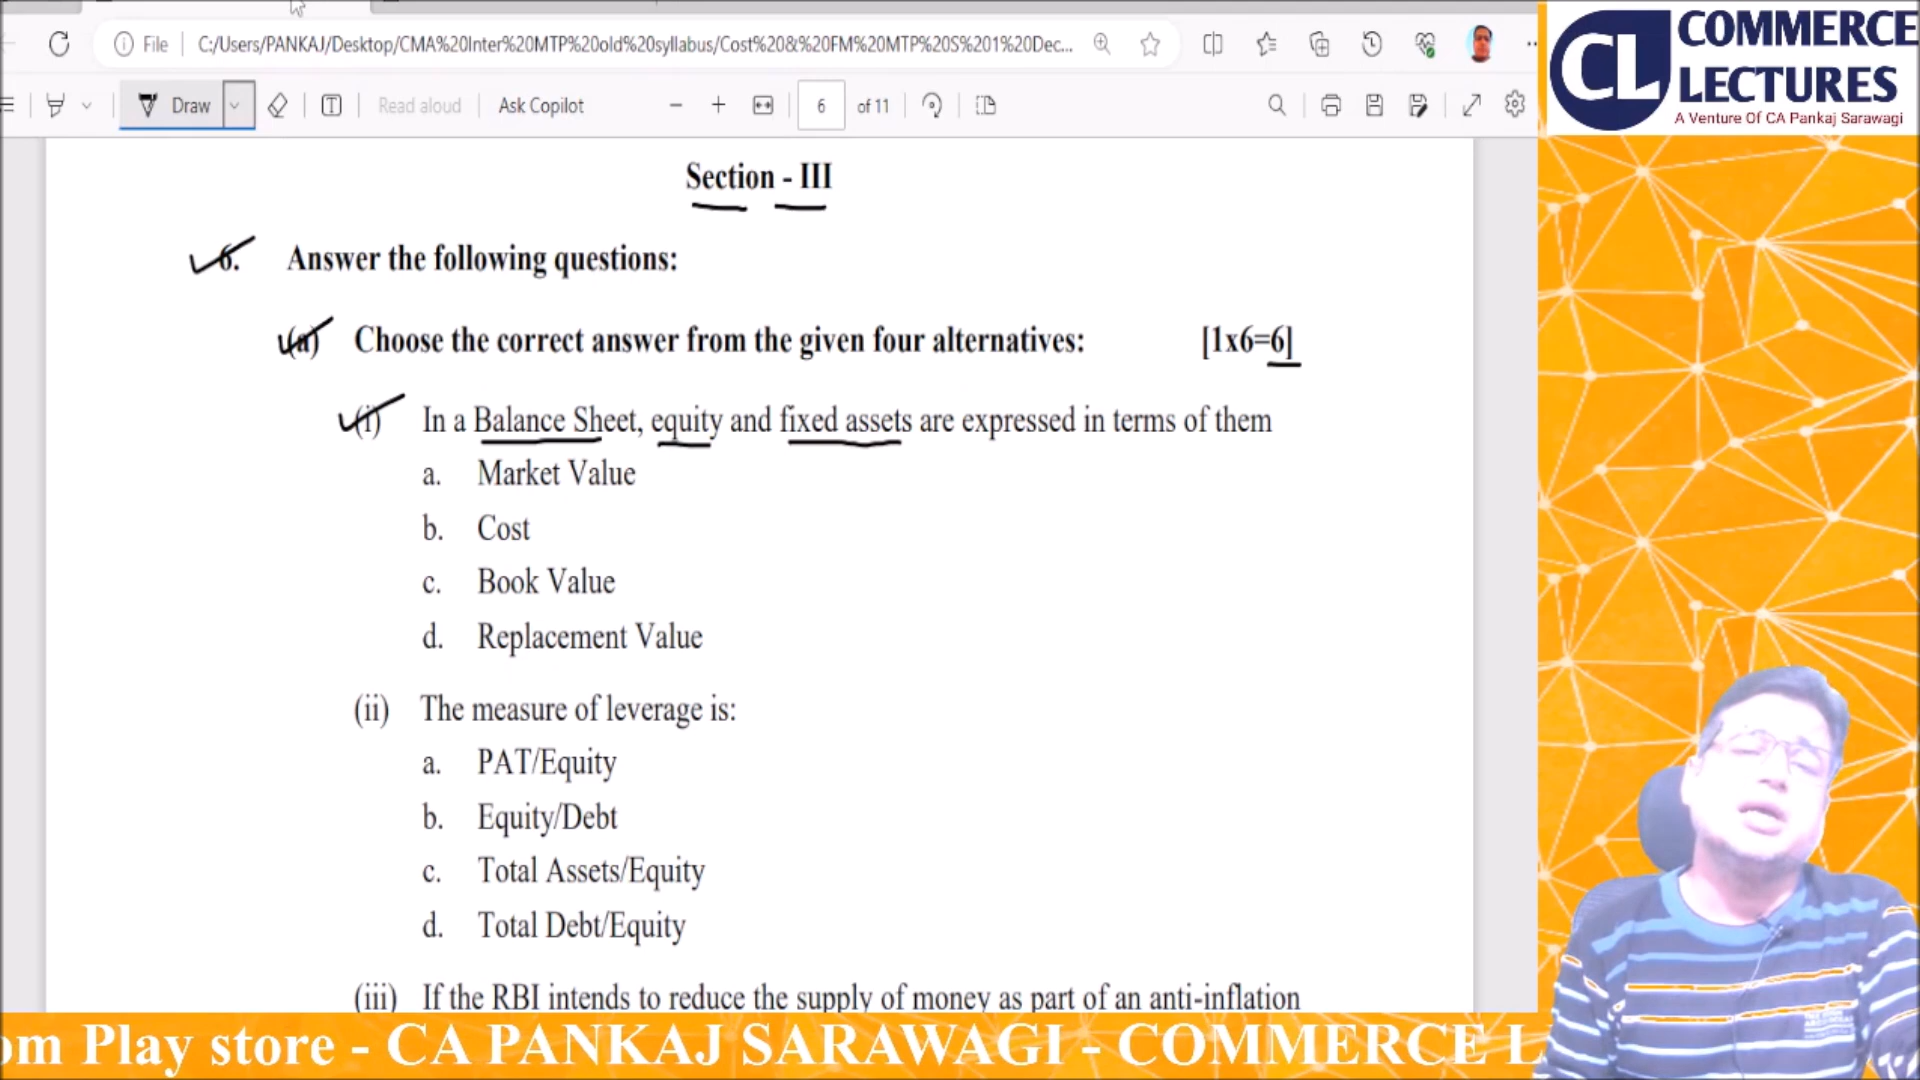 File
C:/Users/PANKAJ/Desktop/CMA%20Inter%20MTP%20old%20syllabus/Cost%20&%20FM%20MTP%20S%201%20Dec...
Draw
Read aloud
Ask Copilot
6
of 11
CL
COMMERCE
LECTURES
A Venture Of CA Pankaj Sarawagi
Section - III
6. Answer the following questions:
(a) Choose the correct answer from the given four alternatives: [1x6=6]
(i) In a Balance Sheet, equity and fixed assets are expressed in terms of them
a. Market Value
b. Cost
c. Book Value
d. Replacement Value
(ii) The measure of leverage is:
a. PAT/Equity
b. Equity/Debt
c. Total Assets/Equity
d. Total Debt/Equity
(iii) If the RBI intends to reduce the supply of money as part of an anti-inflation
om Play store - CA PANKAJ SARAWAGI - COMMERCE L